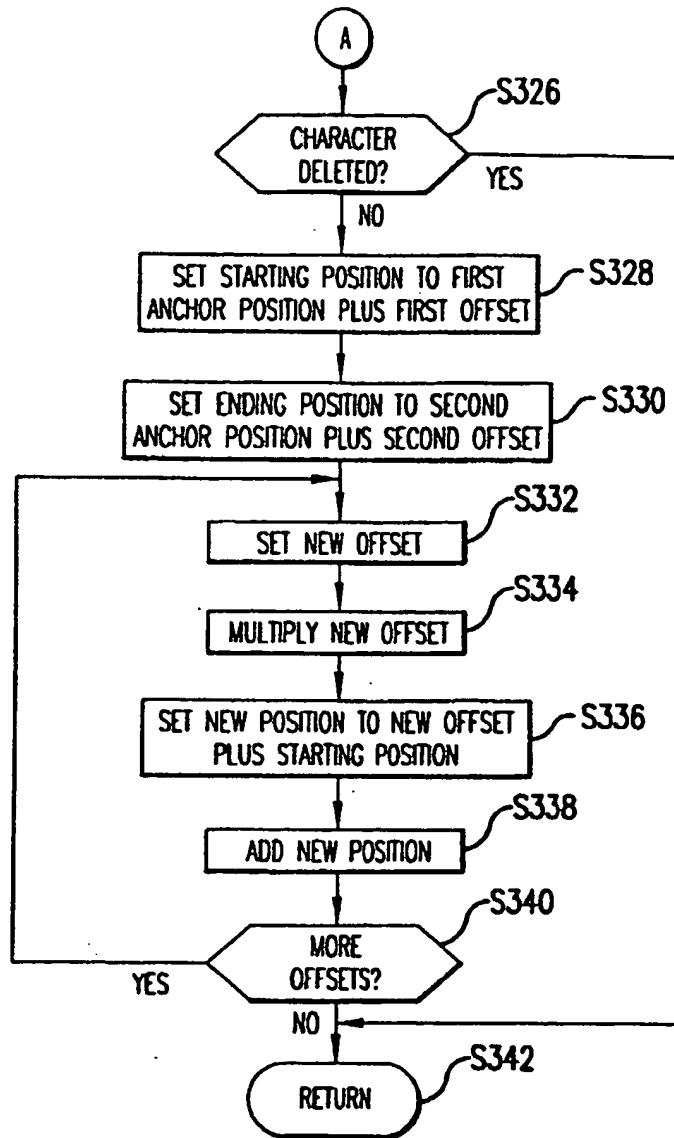 A
S326
CHARACTER
DELETED?
YES
NO
SET STARTING POSITION TO FIRST
ANCHOR POSITION PLUS FIRST OFFSET
S328
SET ENDING POSITION TO SECOND
ANCHOR POSITION PLUS SECOND OFFSET
S330
S332
SET NEW OFFSET
S334
MULTIPLY NEW OFFSET
SET NEW POSITION TO NEW OFFSET
PLUS STARTING POSITION
S336
S338
ADD NEW POSITION
S340
MORE
OFFSETS?
YES
NO
S342
RETURN